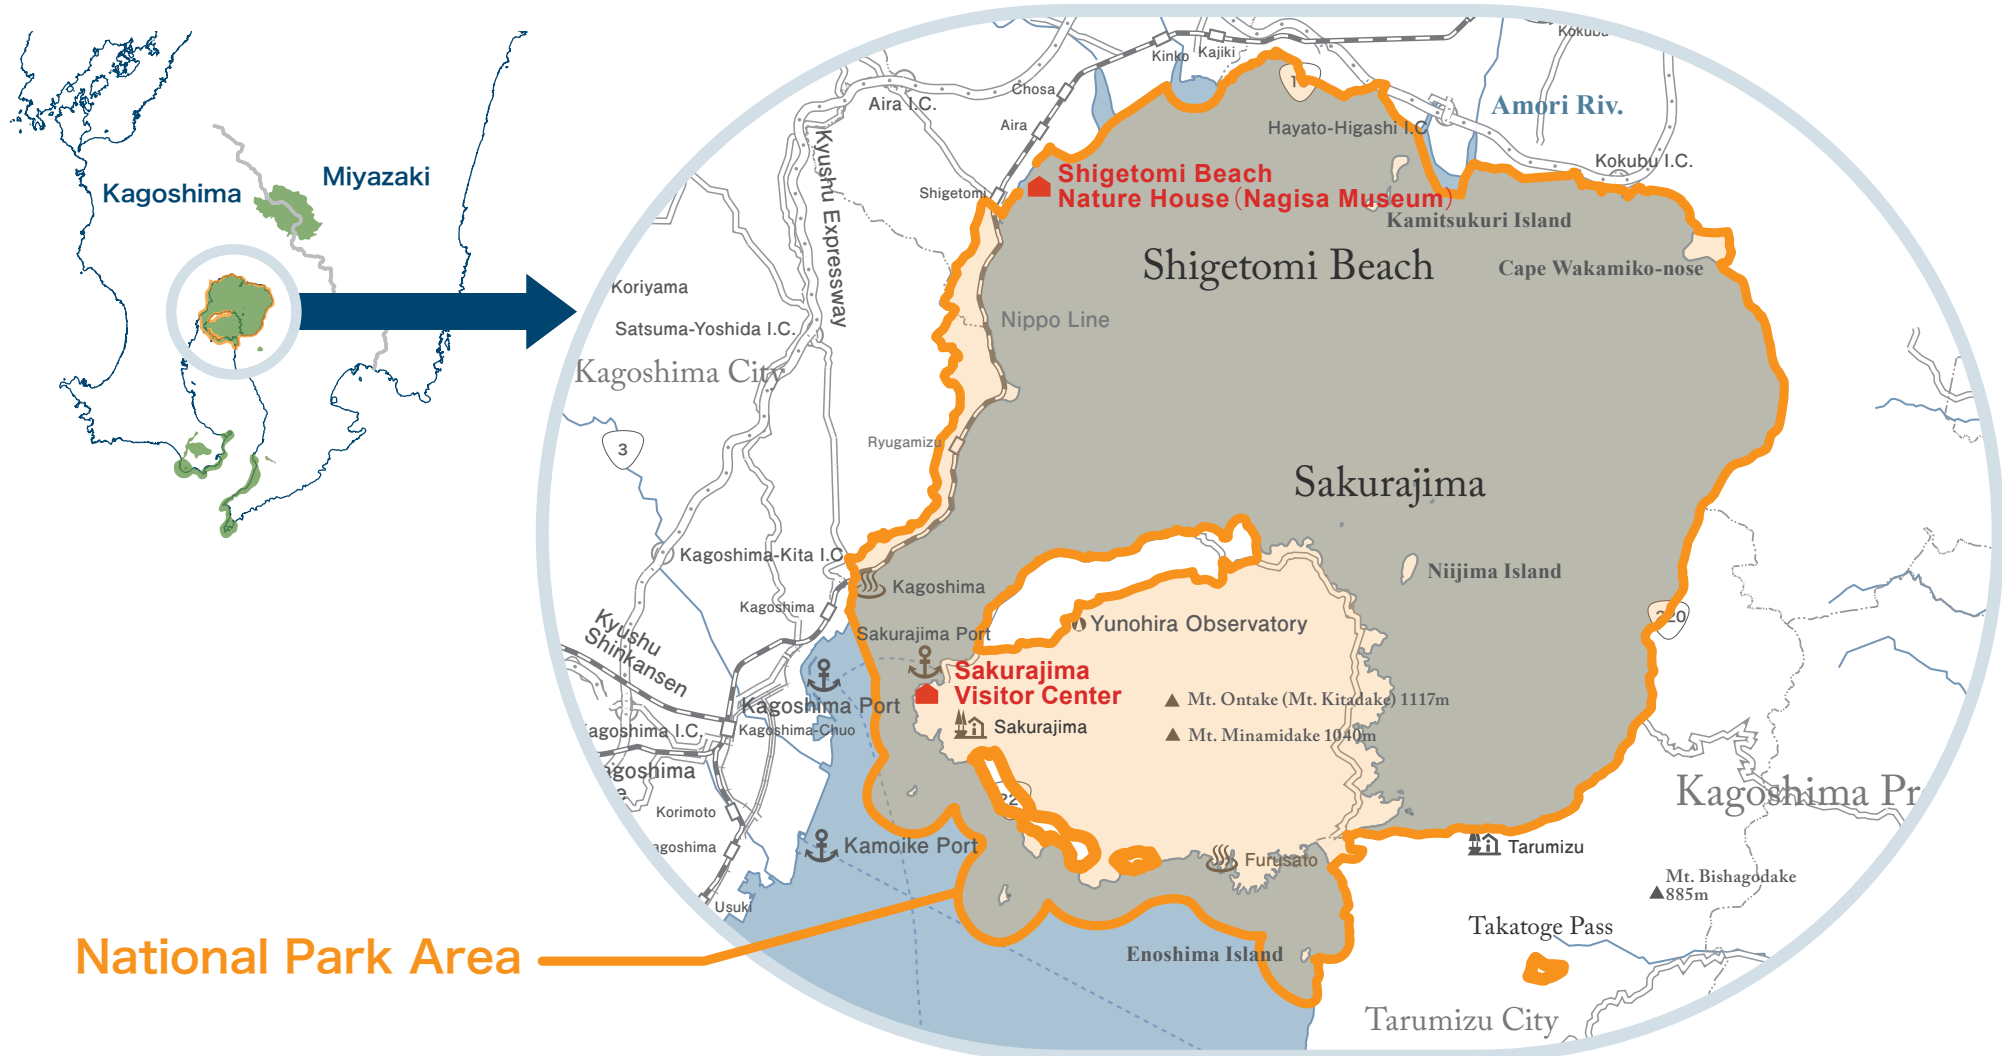 Kagoshima
Miyazaki
Kinko
Kajiki
Chosa
Aira I.C.
Aira
Amori Riv.
Hayato-Higashi I.C
Kokubu I.C.
Shigetomi
Shigetomi Beach
Nature House (Nagisa Museum)
Kamitsukuri Island
Kyushu Expressway
Shigetomi Beach
Cape Wakamiko-nose
Koriyama
Satsuma-Yoshida I.C.
Nippo Line
Kagoshima City
Ryugamizu
3
Sakurajima
Kagoshima-Kita I.C
Niijima Island
Kagoshima
Kagoshima
Kyushu
Shinkansen
Sakurajima Port
Yunohira Observatory
220
Sakurajima
Visitor Center
Kagoshima Port
Mt. Ontake (Mt. Kitadake) 1117m
agoshima I.C.
Kagoshima-Chuo
Sakurajima
Mt. Minamidake 1040m
agoshima
Kagoshima Pr
Korimoto
agoshima
Kamoike Port
Tarumizu
Furusato
Mt. Bishagodake
885m
Usuki
Takatoge Pass
National Park Area
Enoshima Island
Tarumizu City